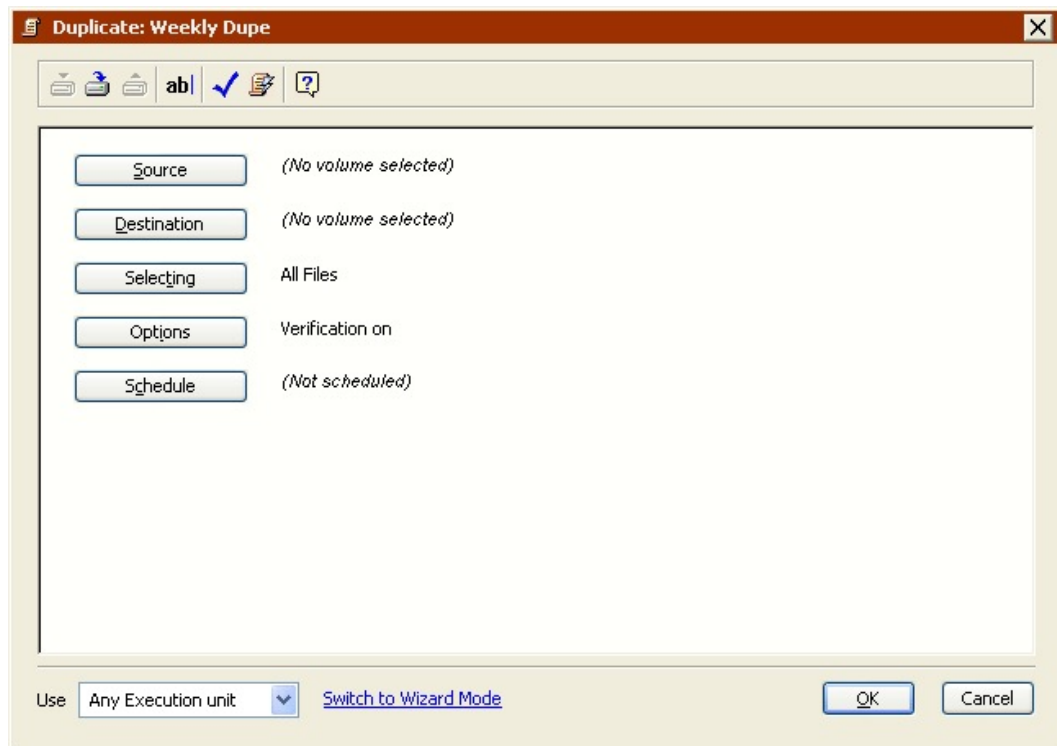 Duplicate: Weekly Dupe
ab|
Source (No volume selected)
Destination (No volume selected)
Selecting All Files
Options Verification on
Schedule (Not scheduled)
Use Any Execution unit Switch to Wizard Mode OK Cancel